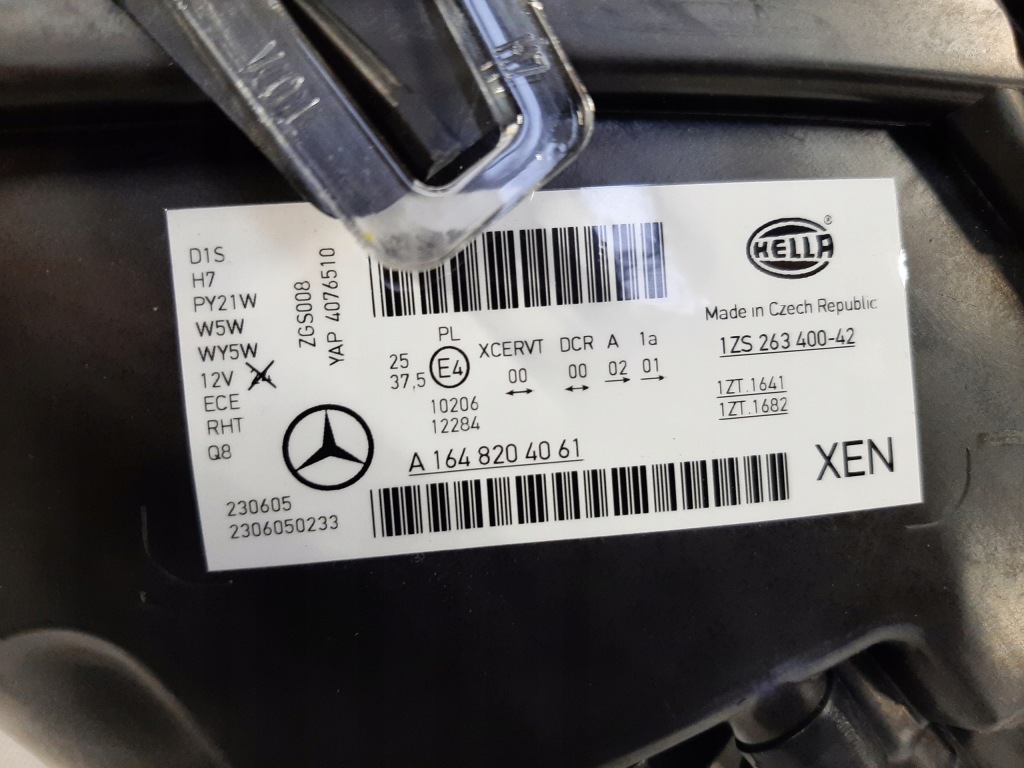 D1S
H7
PY21W
W5W
WY5W
12V
ECE
RHT
Q8
230605
2306050233
ZGS008
YAP 4076510
25
37,5
PL
E4
10206
12284
XCERVT DCR A 1a
00 00 02 01
A 164 820 40 61
HELLA®
Made in Czech Republic
1ZS 263 400-42
1ZT.1641
1ZT.1682
XEN